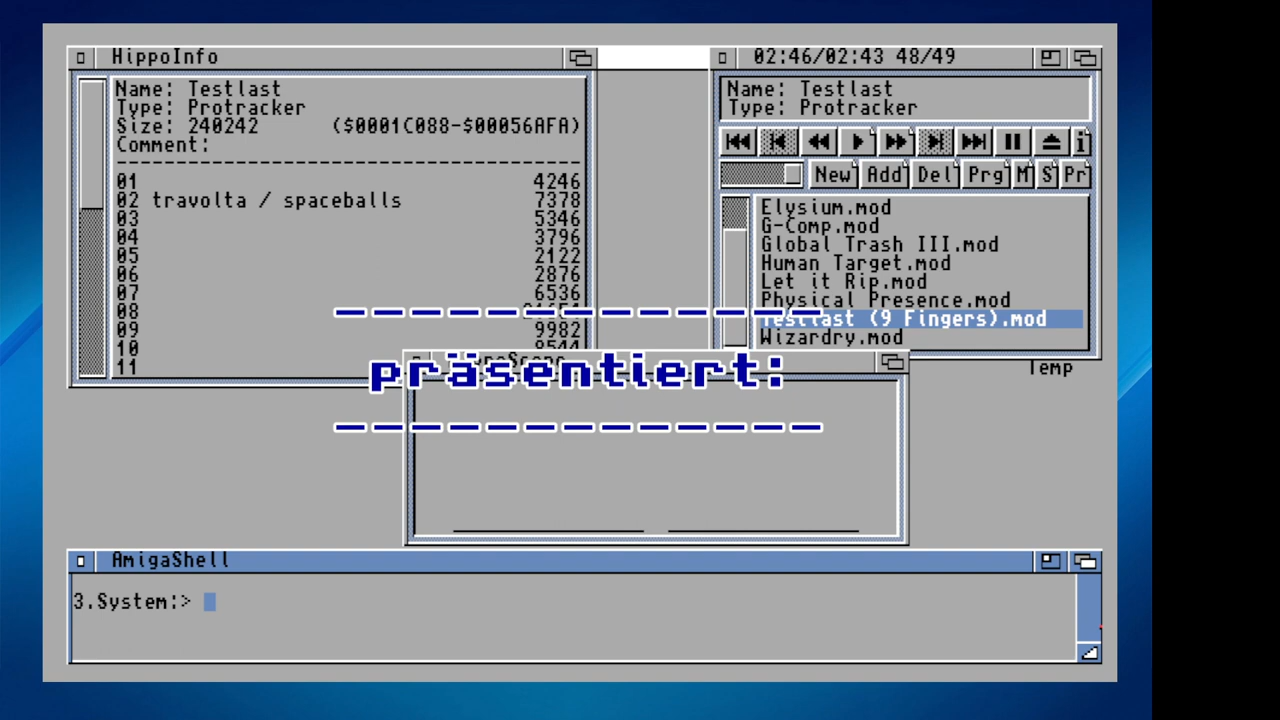 HippoInfo
Name: Testlast
Type: Protracker
Size: 240242 ($0001C088-$00056AFA)
Comment:
----------------------------------------
01 4246
02 travolta / spaceballs 7378
03 5346
04 3796
05 2122
06 2876
07 6536
08
09 9982
10 8544
11
02:46/02:43 48/49
Name: Testlast
Type: Protracker
i
New Add Del Prg M S Pr
Elysium.mod
G-Comp.mod
Global Trash III.mod
Human Target.mod
Let it Rip.mod
Physical Presence.mod
Testlast (9 Fingers).mod
Wizardry.mod
Temp
-------------
präsentiert:
-------------
AmigaShell
3.System:>